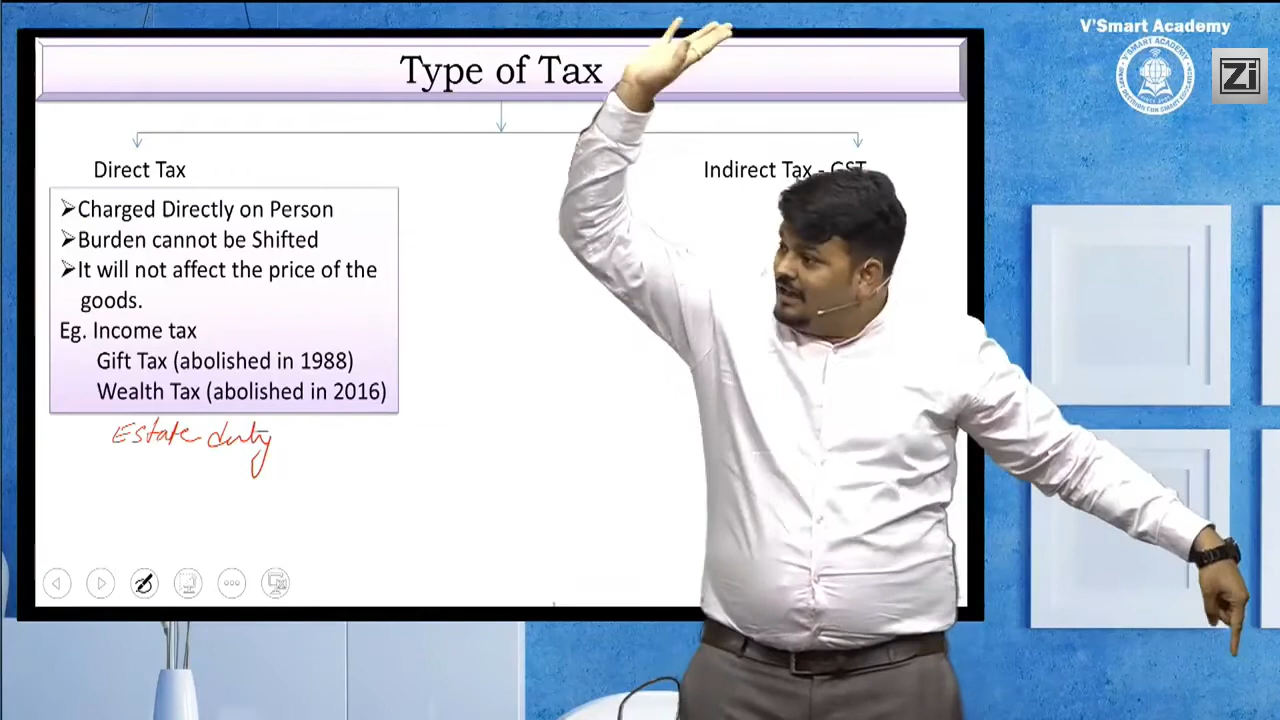 V'Smart Academy
Zi
Type of Tax
Direct Tax
Indirect Tax - GST
➢Charged Directly on Person
➢Burden cannot be Shifted
➢It will not affect the price of the
goods.
Eg. Income tax
Gift Tax (abolished in 1988)
Wealth Tax (abolished in 2016)
Estate duty